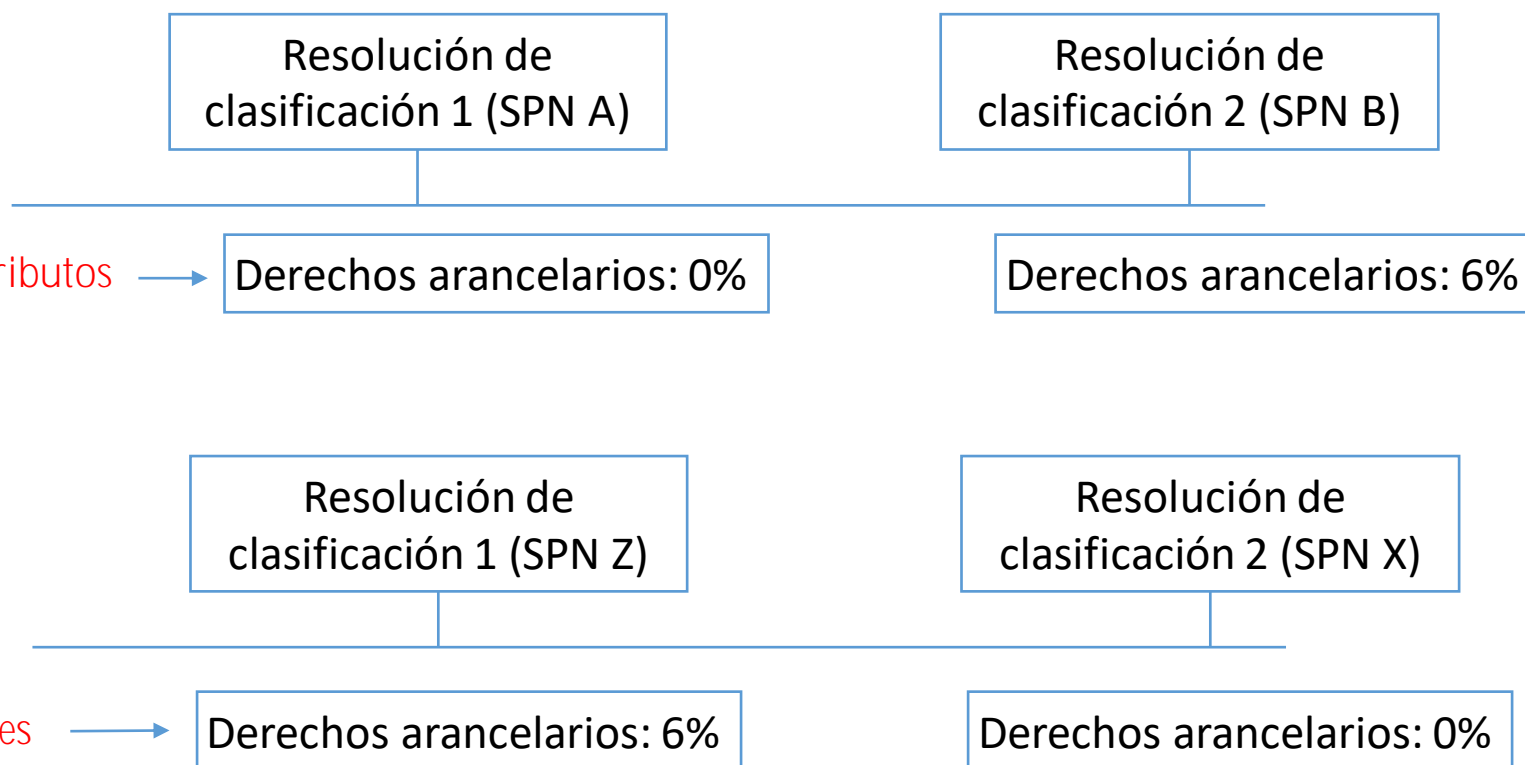 Resolución de
clasificación 1 (SPN A)
Resolución de
clasificación 2 (SPN B)
ributos
Derechos arancelarios: 0%
Derechos arancelarios: 6%
Resolución de
clasificación 1 (SPN Z)
Resolución de
clasificación 2 (SPN X)
es
Derechos arancelarios: 6%
Derechos arancelarios: 0%